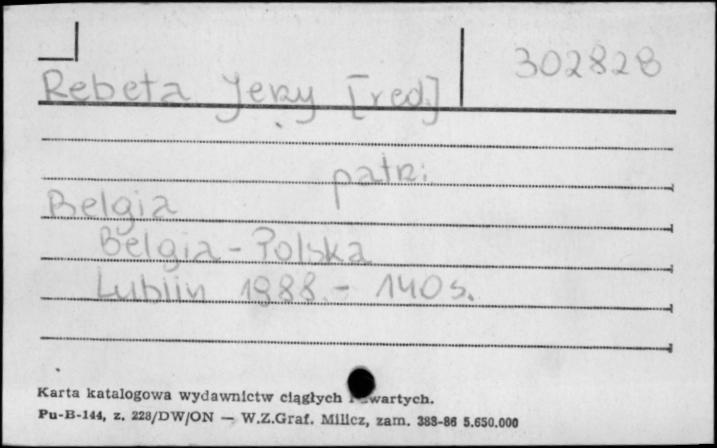 302828
Rebeta Jerzy [red.]
patrz:
Belgia
Belgia - Polska
Lublin 1988. - 140 s.
Karta katalogowa wydawnictw ciągłych i zwartych.
Pu-B-144, z. 228/DW/ON — W.Z.Graf. Milicz, zam. 388-86 5.650.000